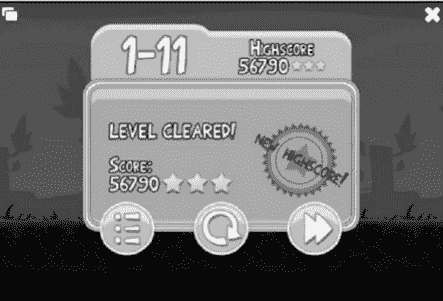 1-11
HIGHSCORE
56790
LEVEL CLEARED!
NEW HIGHSCORE!
SCORE:
56790